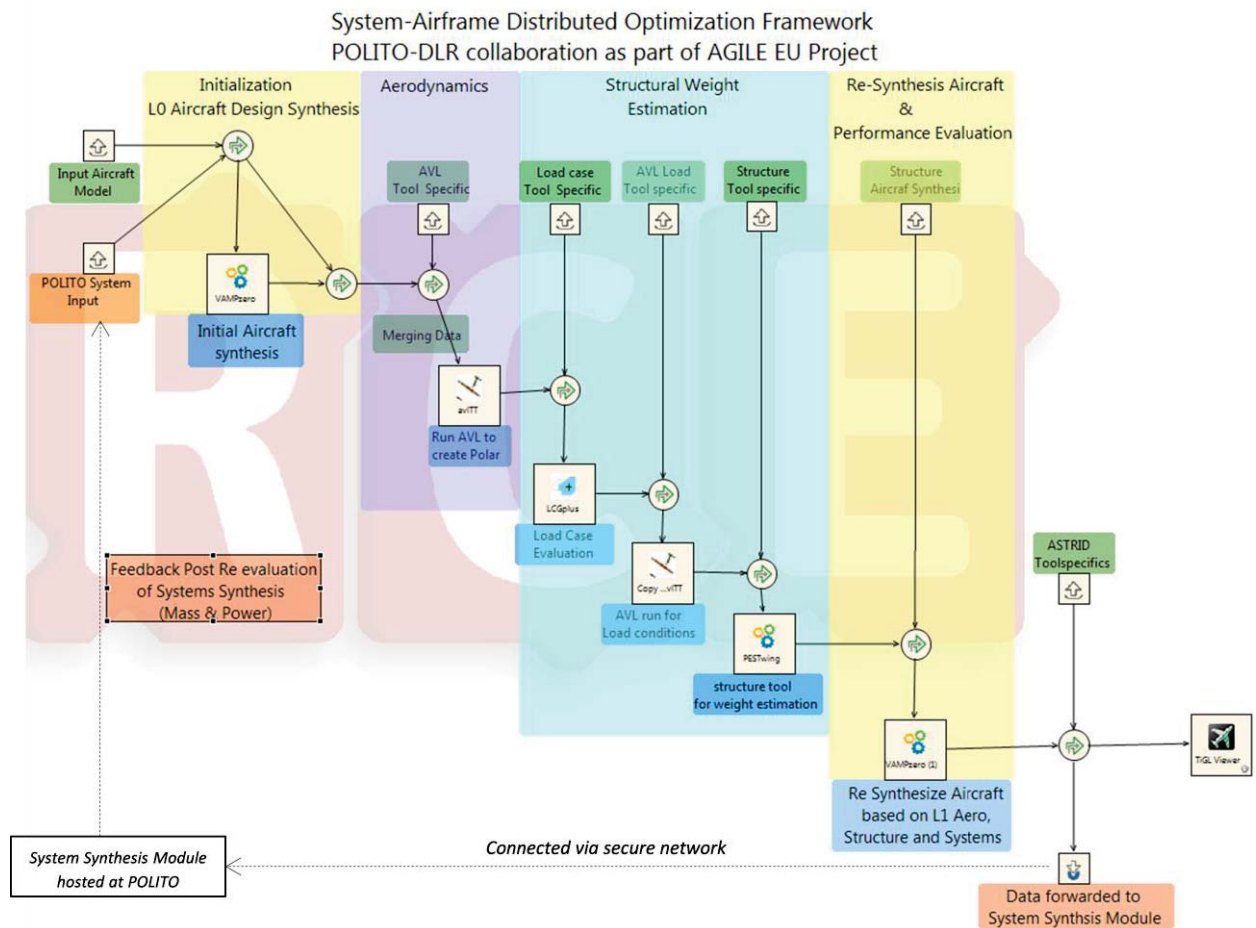 System-Airframe Distributed Optimization Framework
POLITO-DLR collaboration as part of AGILE EU Project
Initialization
L0 Aircraft Design Synthesis
Aerodynamics
Structural Weight
Estimation
Re-Synthesis Aircraft
&
Performance Evaluation
Input Aircraft
Model
AVL
Tool Specific
Load case
Tool Specific
AVL Load
Tool specific
Structure
Tool specific
Structure
Aircraf Synthesi
POLITO System
Input
VAMPzero
Initial Aircraft
synthesis
Merging Data
avlTT
Run AVL to
create Polar
LCGplus
Load Case
Evaluation
Copy ...vlTT
AVL run for
Load conditions
PESTwing
structure tool
for weight estimation
Feedback Post Re evaluation
of Systems Synthesis
(Mass & Power)
ASTRID
Toolspecifics
VAMPzero (1)
TiGL Viewer
Re Synthesize Aircraft
based on L1 Aero,
Structure and Systems
System Synthesis Module
hosted at POLITO
Connected via secure network
Data forwarded to
System Synthsis Module
RCE